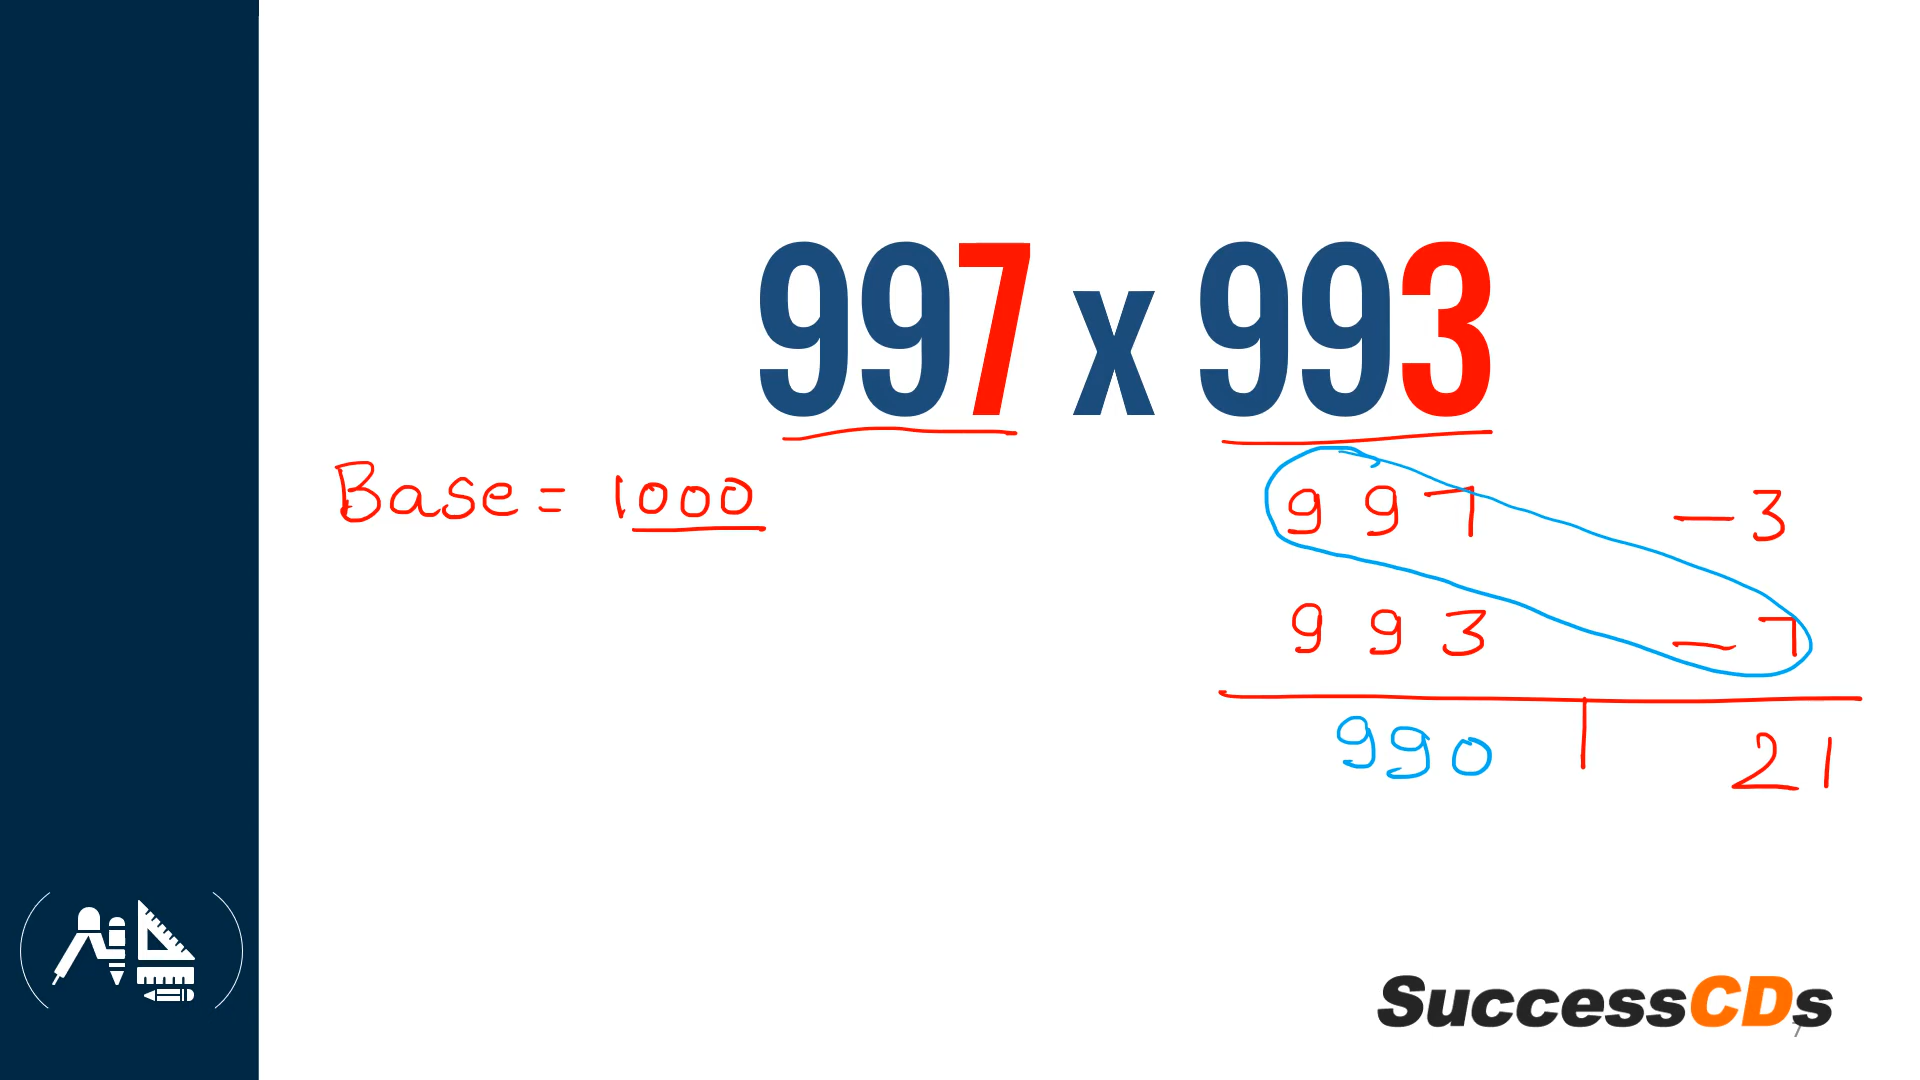 997 x 993
Base = 1000
997 - 3
993 - 7
990 | 21
SuccessCDs